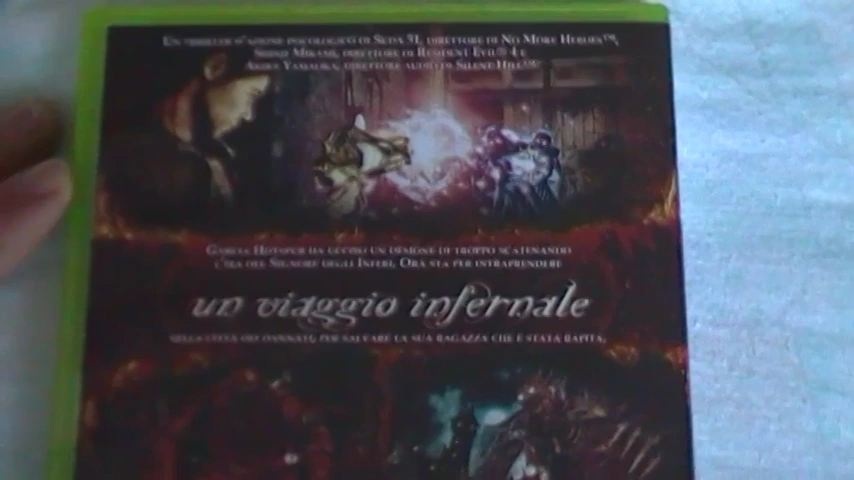 Un thriller d'azione psicologico di Suda 51, direttore di No More Heroes™,
Shinji Mikami, direttore di Resident Evil® 4 e
Akira Yamaoka, direttore audio di Silent Hill™
Garcia Hotspur ha ucciso un demone di troppo scatenando
l'ira del Signore degli Inferi. Ora sta per intraprendere
un viaggio infernale
nella città dei dannati, per salvare la sua ragazza che è stata rapita.